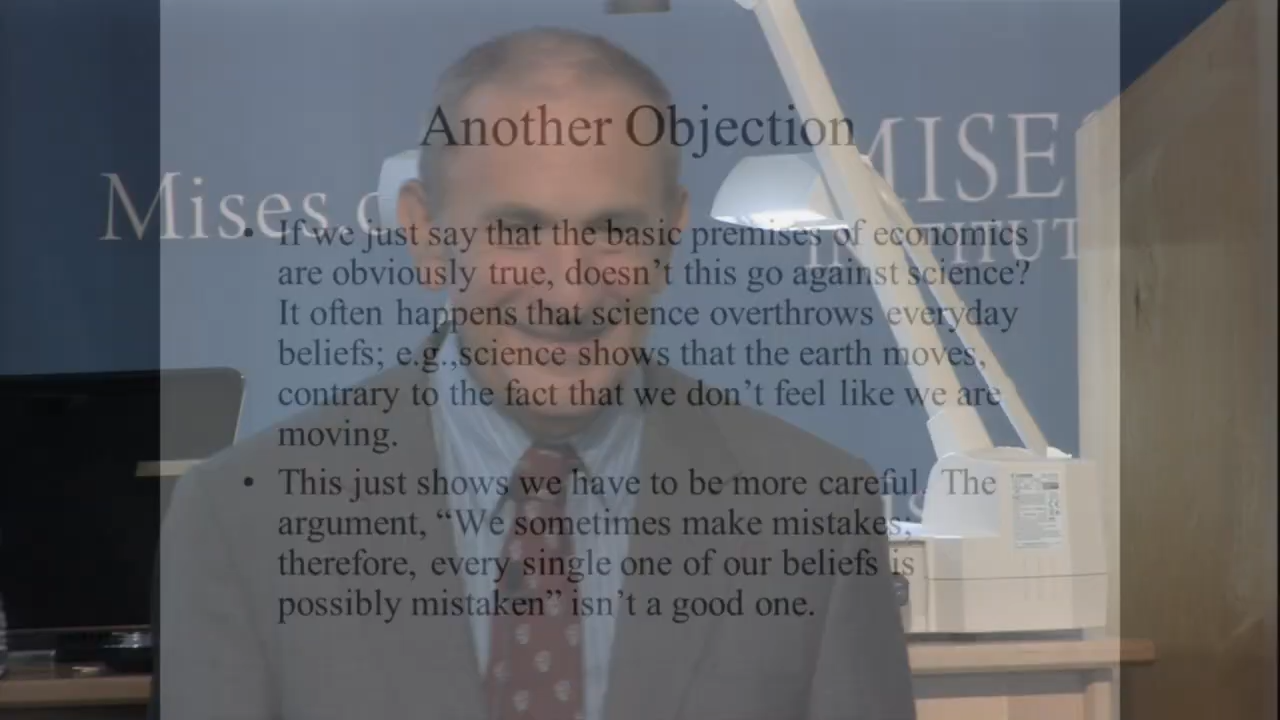 Another Objection
Mises.c
MISE
INSTITUT
• If we just say that the basic premises of economics
are obviously true, doesn't this go against science?
It often happens that science overthrows everyday
beliefs; e.g.,science shows that the earth moves,
contrary to the fact that we don't feel like we are
moving.
• This just shows we have to be more careful. The
argument, “We sometimes make mistakes;
therefore, every single one of our beliefs is
possibly mistaken” isn't a good one.